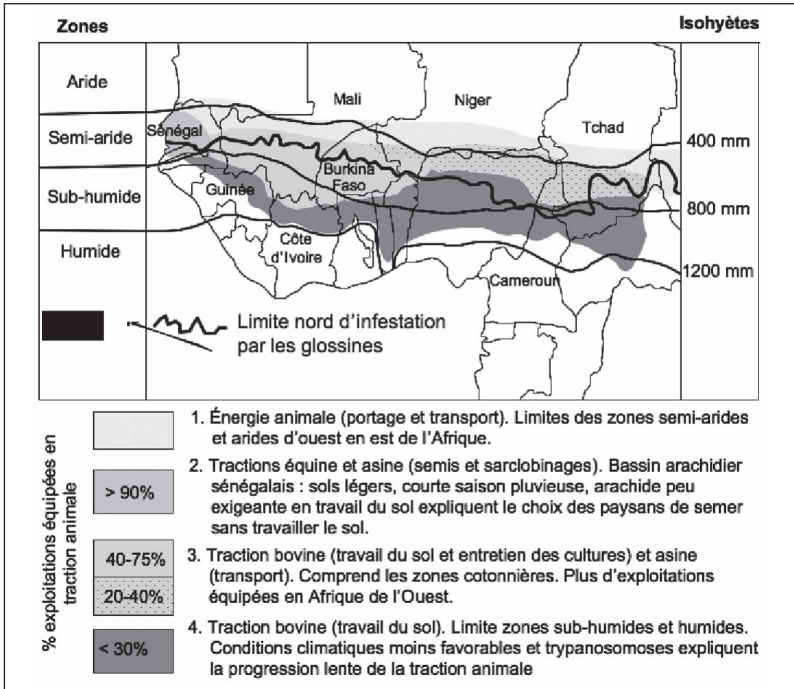 Zones
Isohyètes
Aride
Mali
Niger
Tchad
Semi-aride
Sénégal
400 mm
Burkina
Faso
Sub-humide
Guinée
800 mm
Humide
Côte
d'Ivoire
Cameroun
1200 mm
Limite nord d'infestation
par les glossines
% exploitations équipées en
traction animale
1. Énergie animale (portage et transport). Limites des zones semi-arides
et arides d'ouest en est de l'Afrique.
> 90%
2. Tractions équine et asine (semis et sarclobinages). Bassin arachidier
sénégalais : sols légers, courte saison pluvieuse, arachide peu
exigeante en travail du sol expliquent le choix des paysans de semer
sans travailler le sol.
40-75%
20-40%
3. Traction bovine (travail du sol et entretien des cultures) et asine
(transport). Comprend les zones cotonnières. Plus d'exploitations
équipées en Afrique de l'Ouest.
< 30%
4. Traction bovine (travail du sol). Limite zones sub-humides et humides.
Conditions climatiques moins favorables et trypanosomoses expliquent
la progression lente de la traction animale